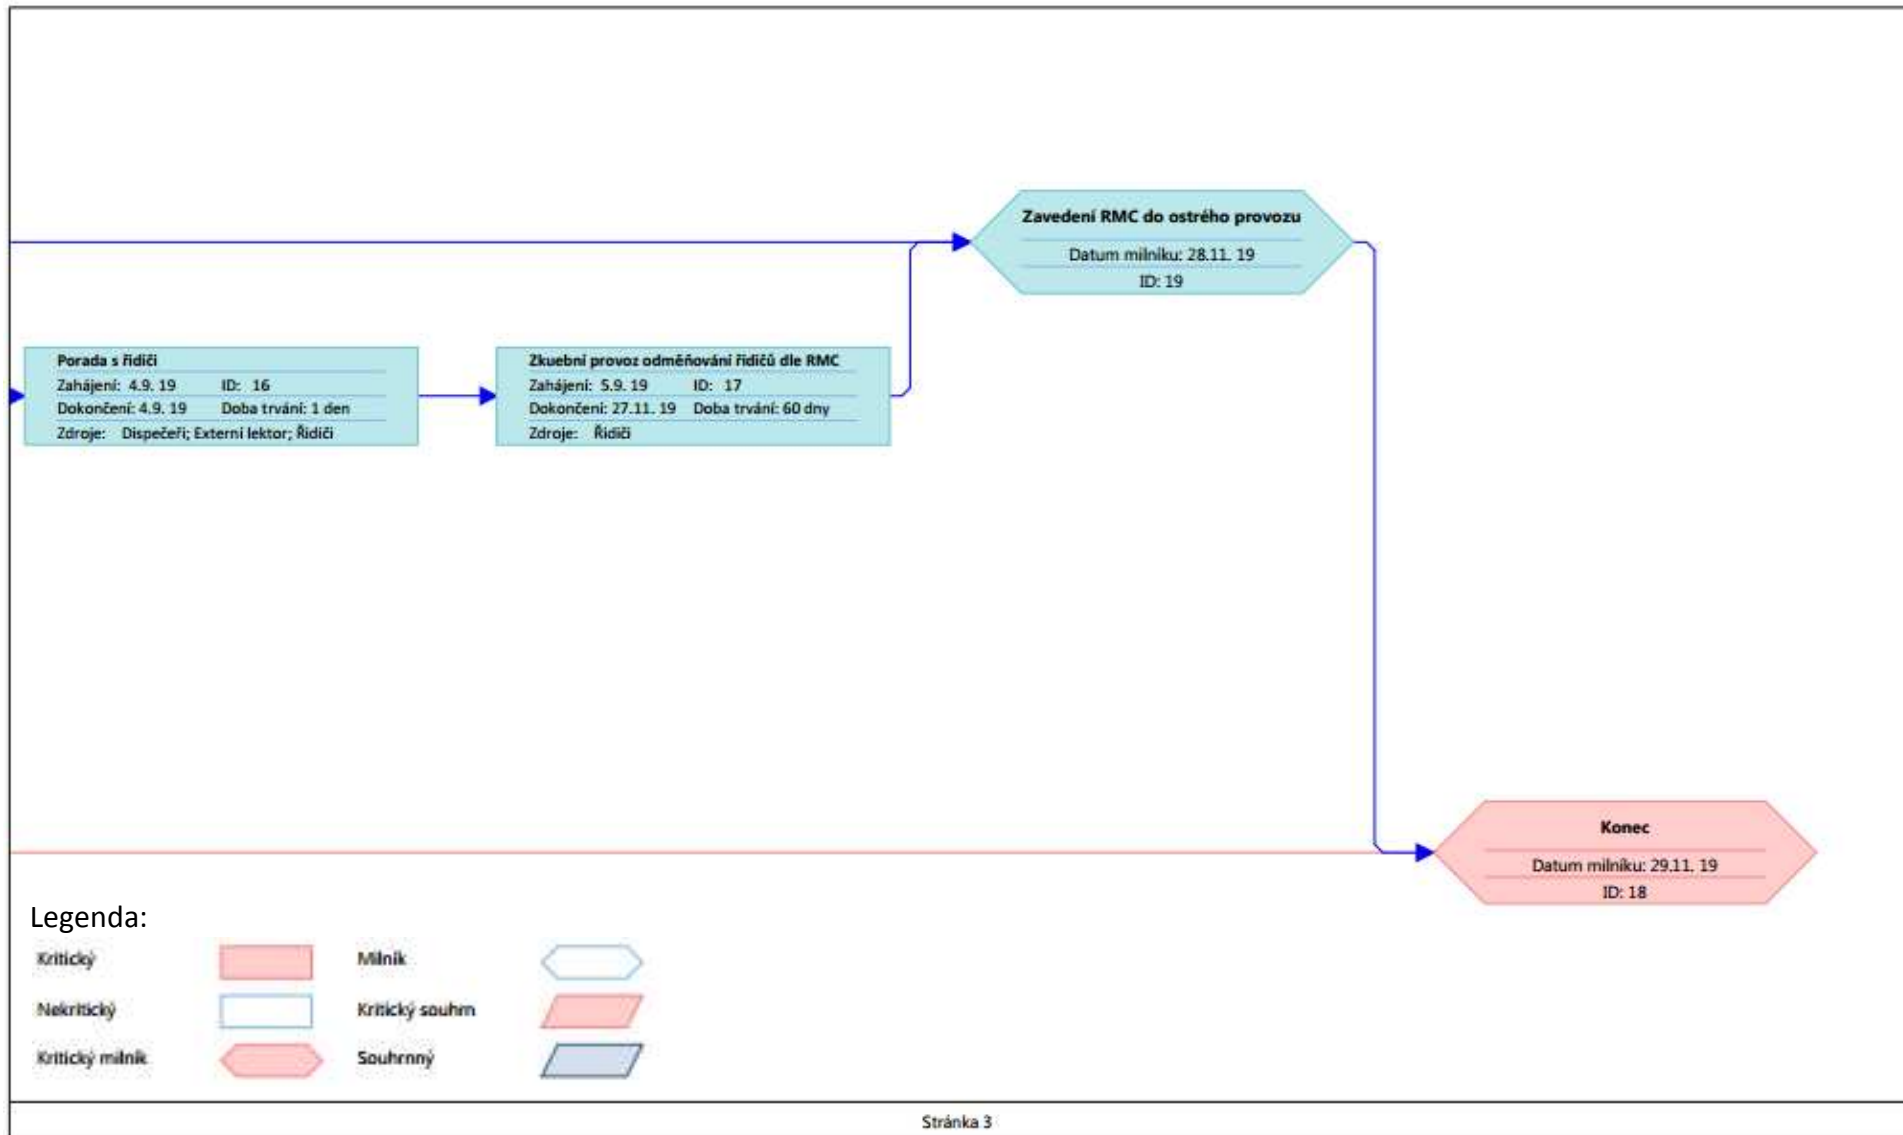 Zavedení RMC do ostrého provozu
Datum milníku: 28.11. 19
ID: 19
Porada s řidiči
Zahájení: 4.9. 19 ID: 16
Dokončení: 4.9. 19 Doba trvání: 1 den
Zdroje: Dispečeři; Externí lektor; Řidiči
Zkuební provoz odměňování řidičů dle RMC
Zahájení: 5.9. 19 ID: 17
Dokončení: 27.11. 19 Doba trvání: 60 dny
Zdroje: Řidiči
Konec
Datum milníku: 29.11. 19
ID: 18
Legenda:
Kritický Milník
Nekritický Kritický souhrn
Kritický milník Souhrnný
Stránka 3